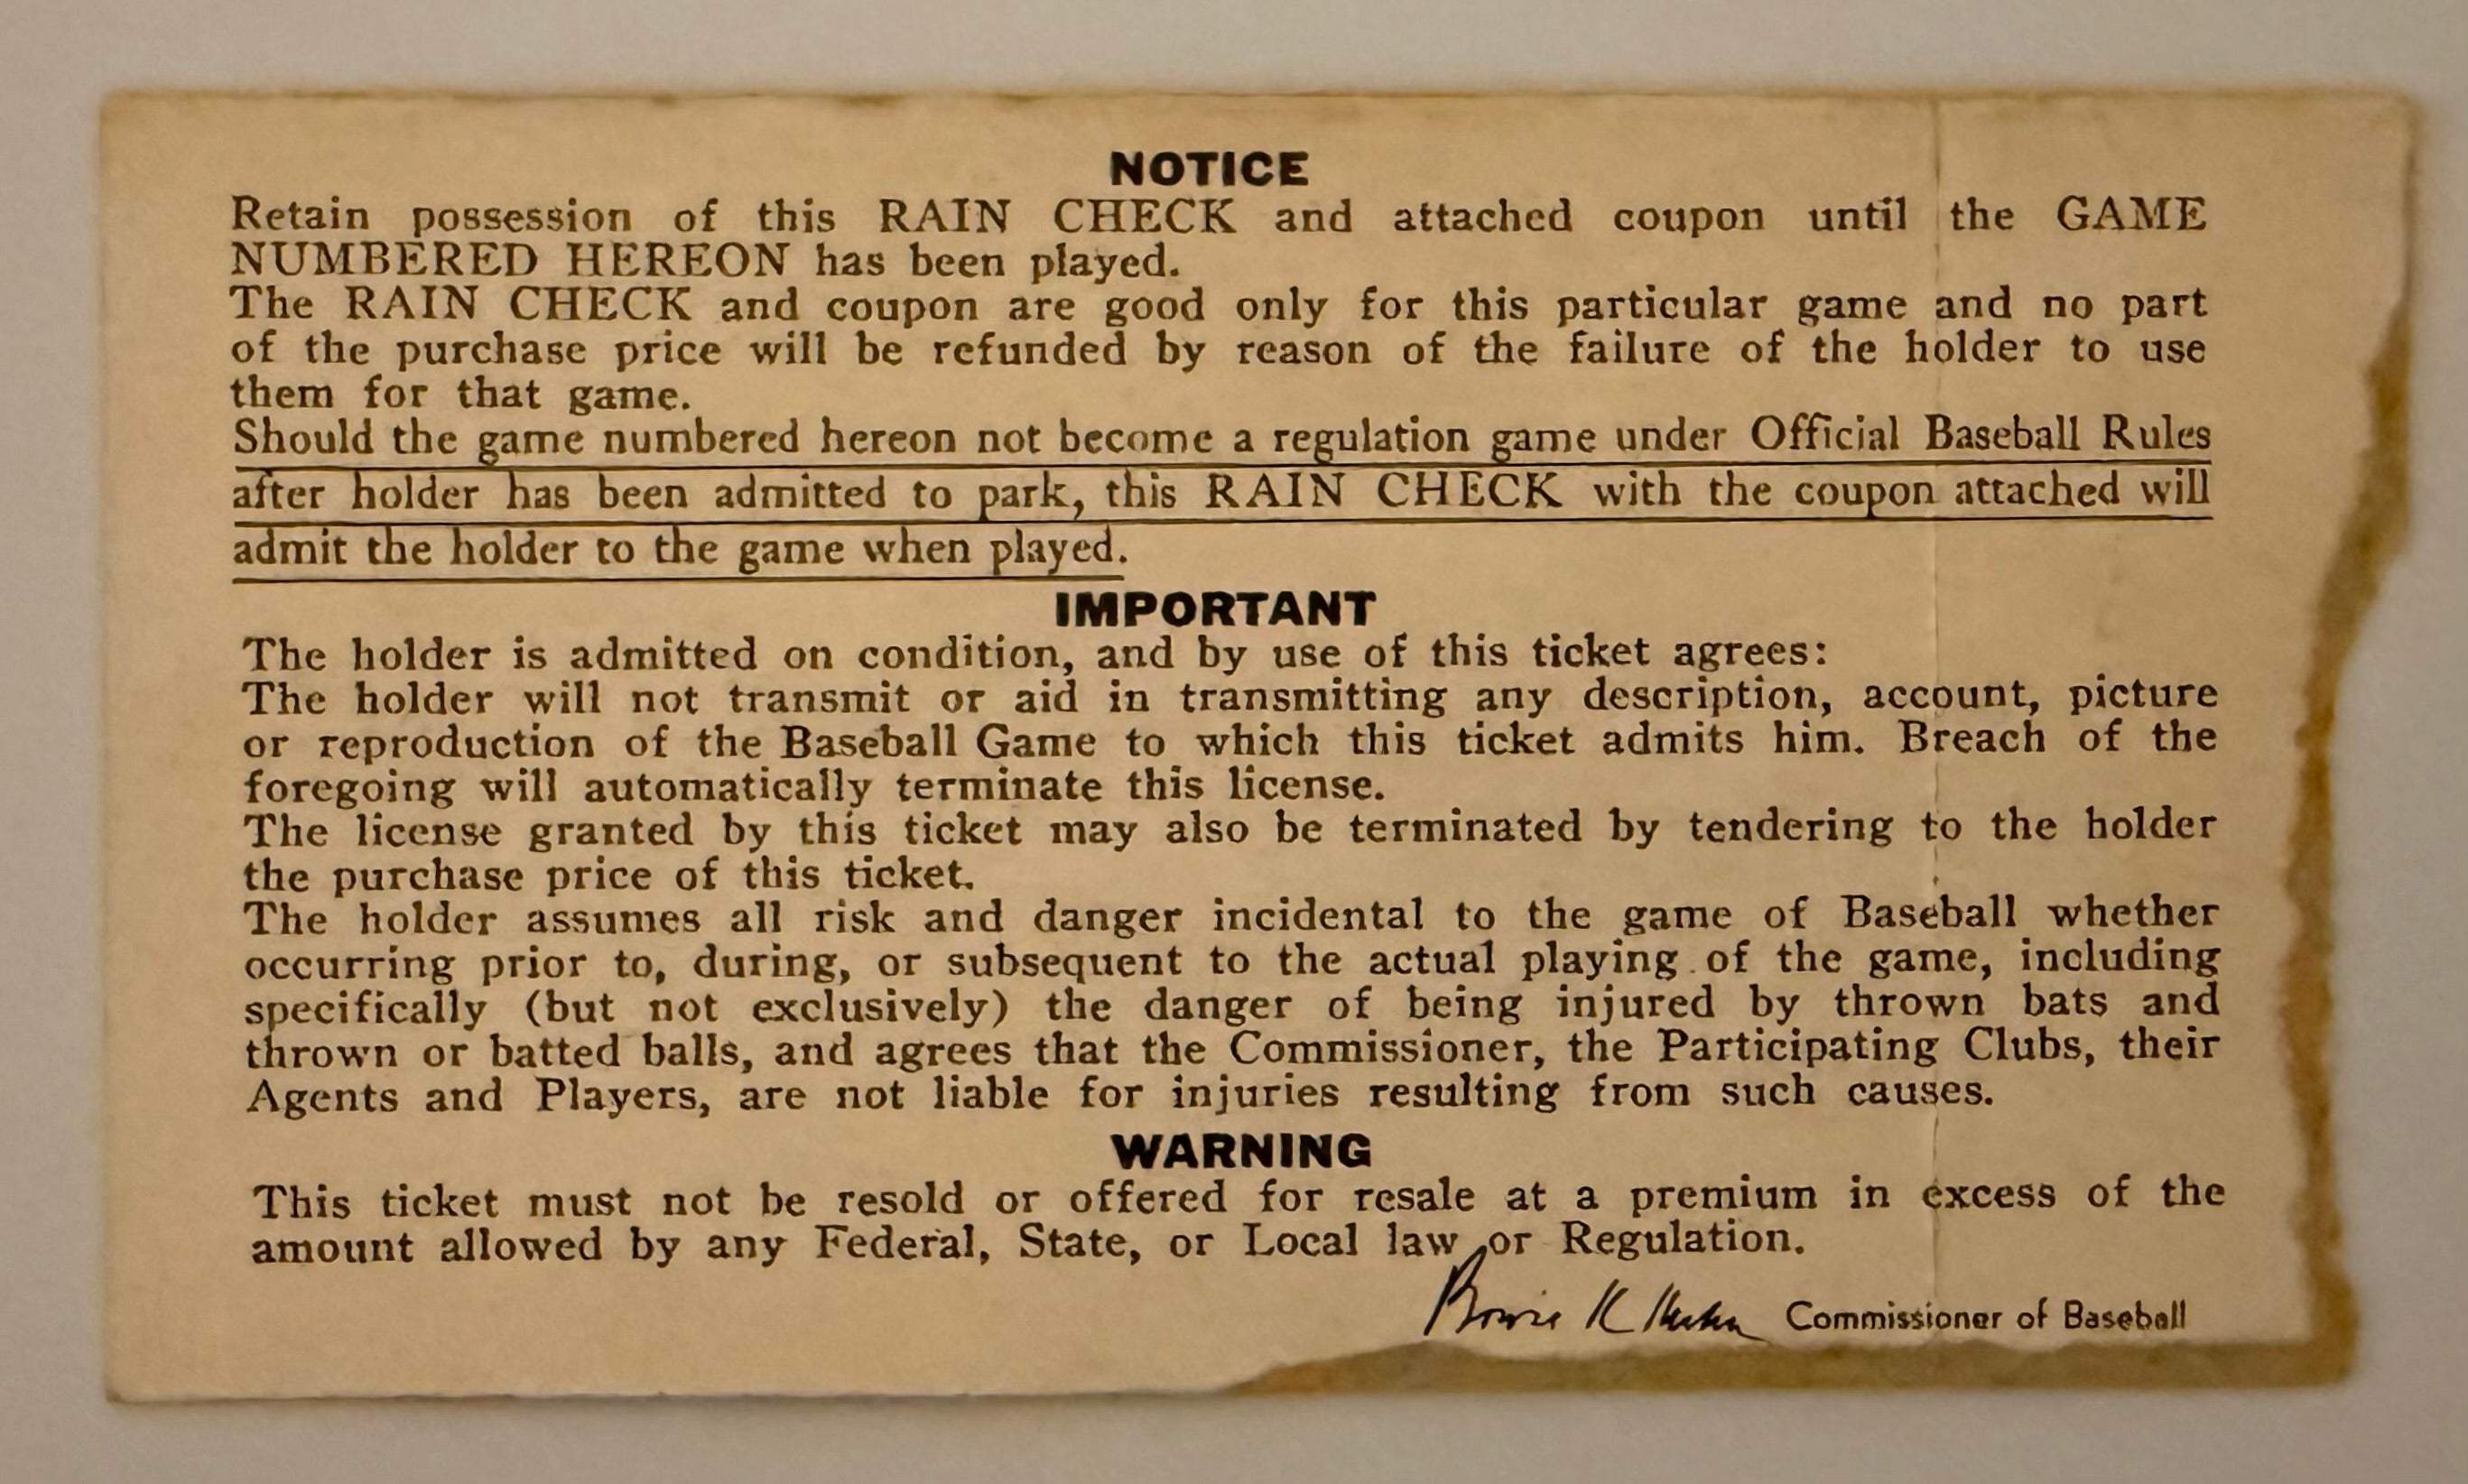 NOTICE
Retain possession of this RAIN CHECK and attached coupon until the GAME
NUMBERED HEREON has been played.
The RAIN CHECK and coupon are good only for this particular game and no part
of the purchase price will be refunded by reason of the failure of the holder to use
them for that game.
Should the game numbered hereon not become a regulation game under Official Baseball Rules
after holder has been admitted to park, this RAIN CHECK with the coupon attached will
admit the holder to the game when played.
IMPORTANT
The holder is admitted on condition, and by use of this ticket agrees:
The holder will not transmit or aid in transmitting any description, account, picture
or reproduction of the Baseball Game to which this ticket admits him. Breach of the
foregoing will automatically terminate this license.
The license granted by this ticket may also be terminated by tendering to the holder
the purchase price of this ticket.
The holder assumes all risk and danger incidental to the game of Baseball whether
occurring prior to, during, or subsequent to the actual playing of the game, including
specifically (but not exclusively) the danger of being injured by thrown bats and
thrown or batted balls, and agrees that the Commissioner, the Participating Clubs, their
Agents and Players, are not liable for injuries resulting from such causes.
WARNING
This ticket must not be resold or offered for resale at a premium in excess of the
amount allowed by any Federal, State, or Local law or Regulation.
Bowie K Kuhn Commissioner of Baseball